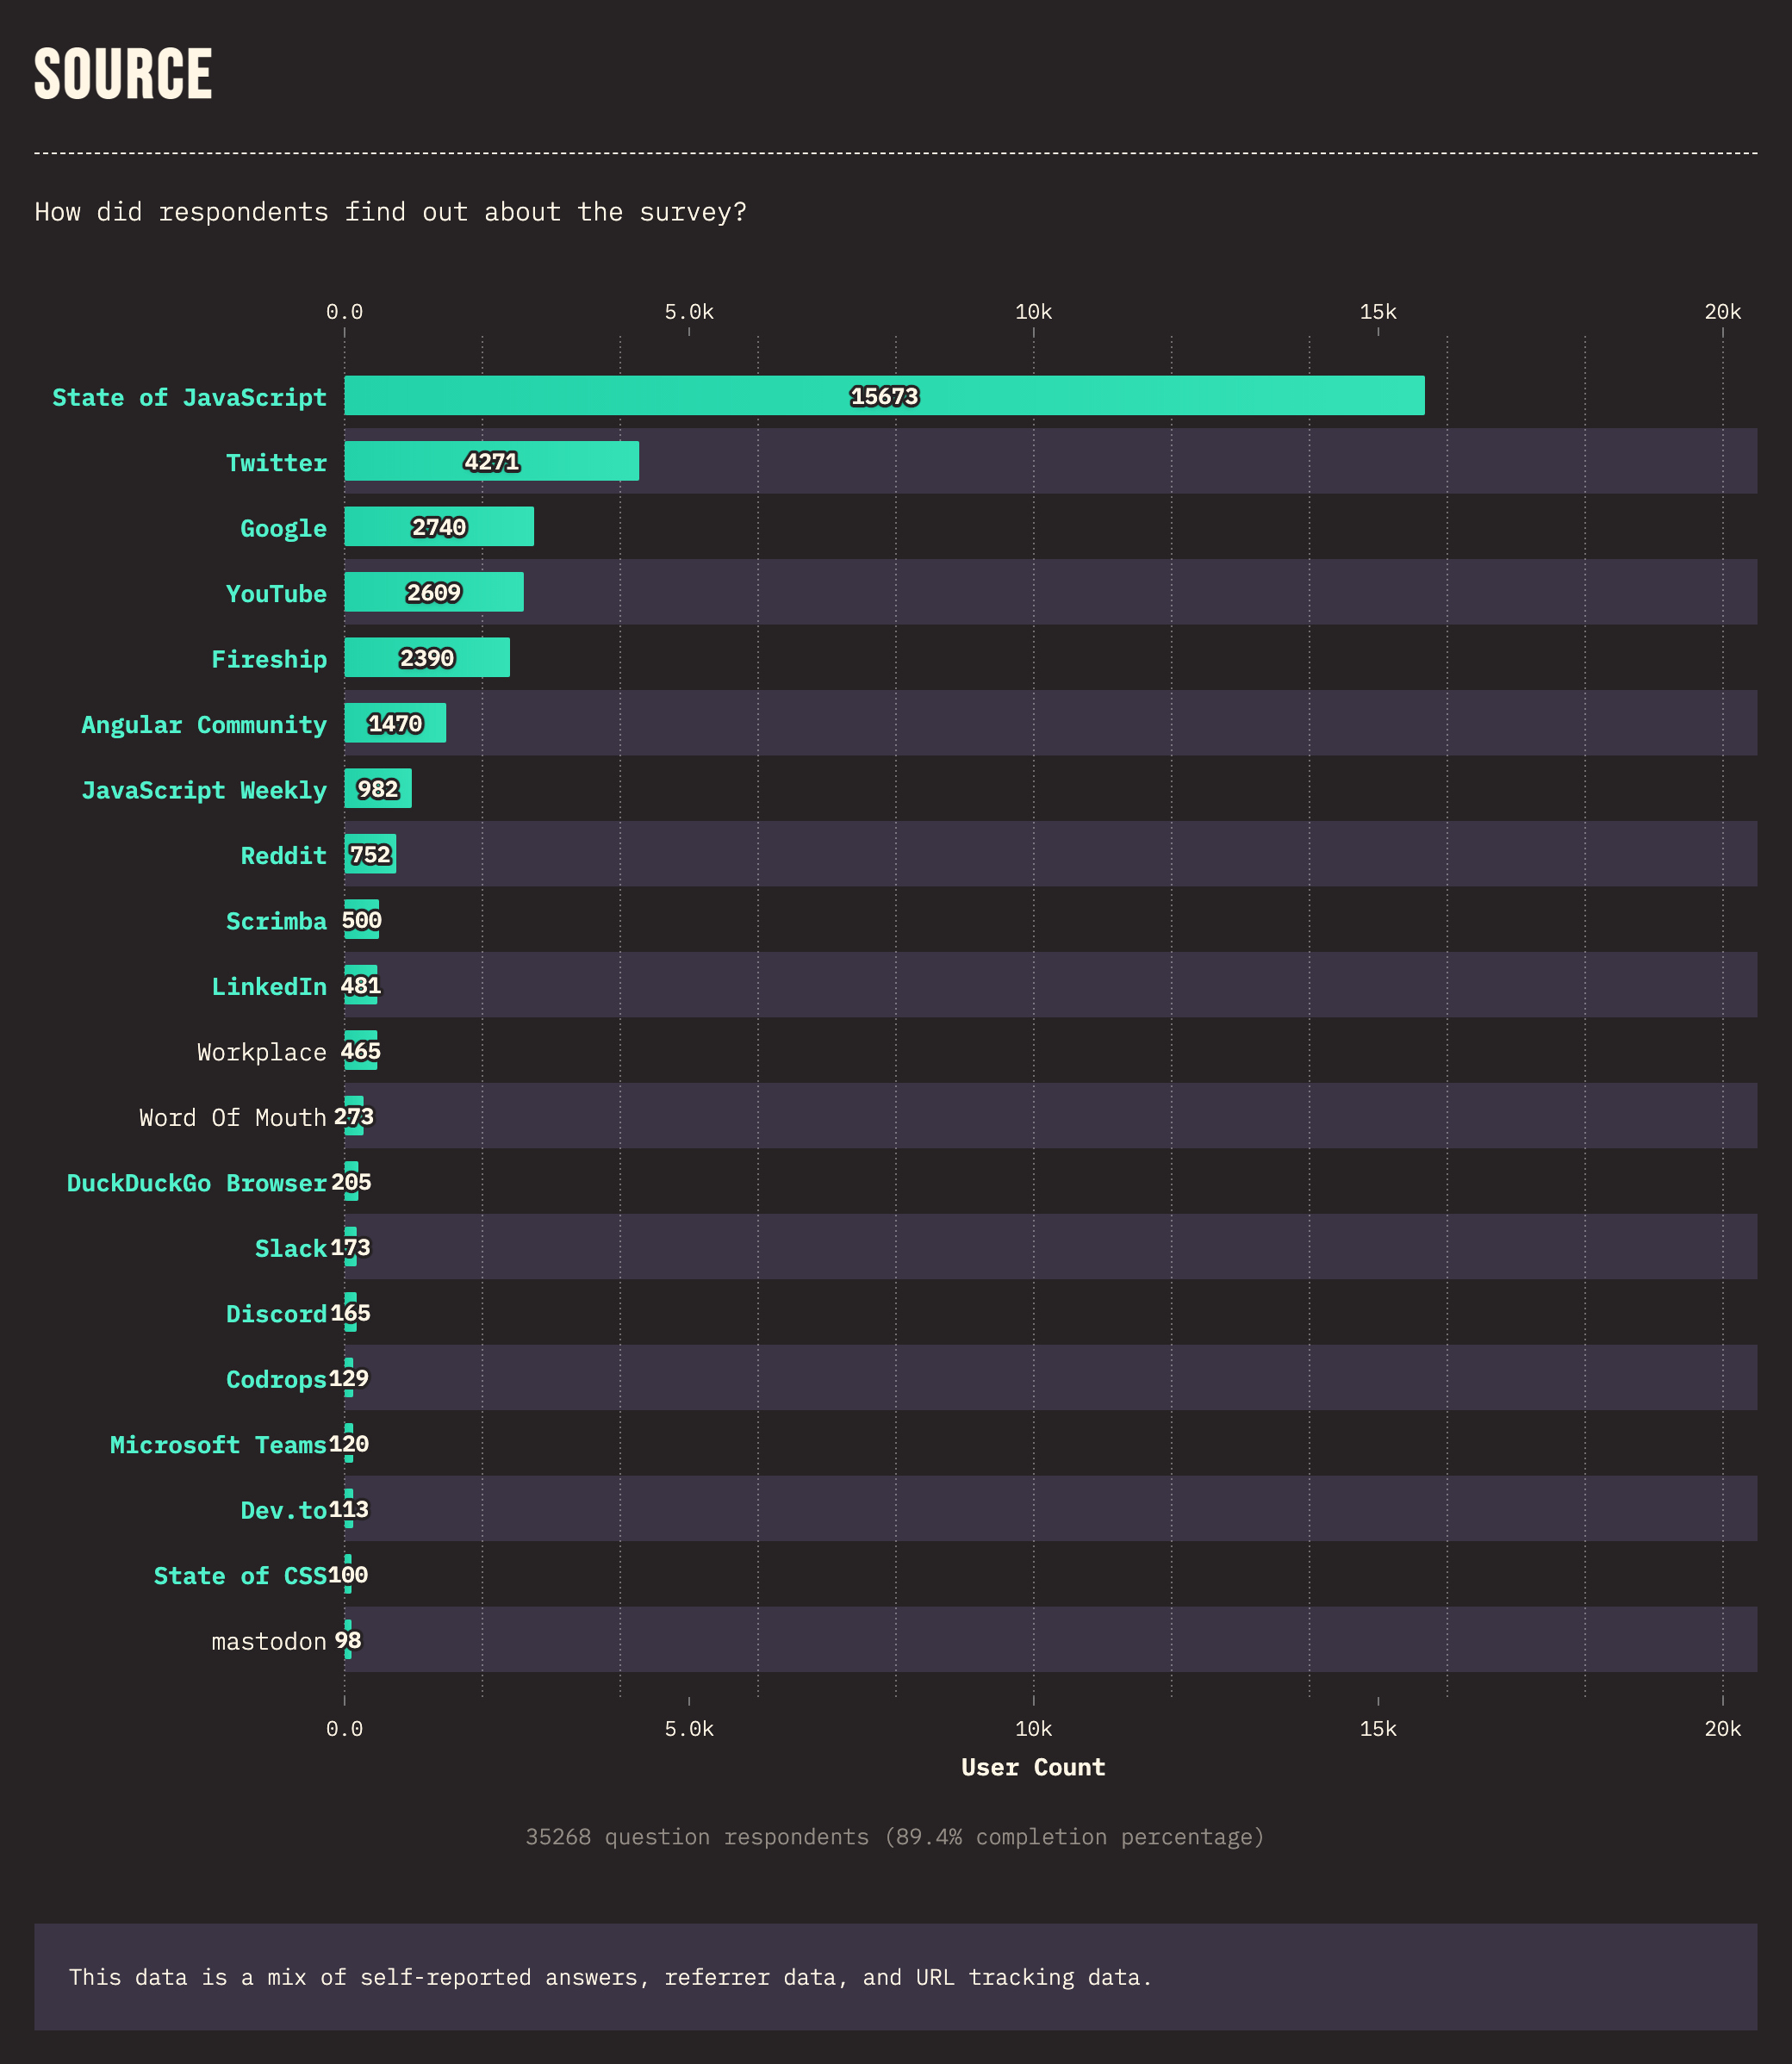 SOURCE
How did respondents find out about the survey?
0.0 5.0k 10k 15k 20k
State of JavaScript 15673
Twitter 4271
Google 2740
YouTube 2609
Fireship 2390
Angular Community 1470
JavaScript Weekly 982
Reddit 752
Scrimba 500
LinkedIn 481
Workplace 465
Word Of Mouth 273
DuckDuckGo Browser 205
Slack 173
Discord 165
Codrops 129
Microsoft Teams 120
Dev.to 113
State of CSS 100
mastodon 98
0.0 5.0k 10k 15k 20k
User Count
35268 question respondents (89.4% completion percentage)
This data is a mix of self-reported answers, referrer data, and URL tracking data.